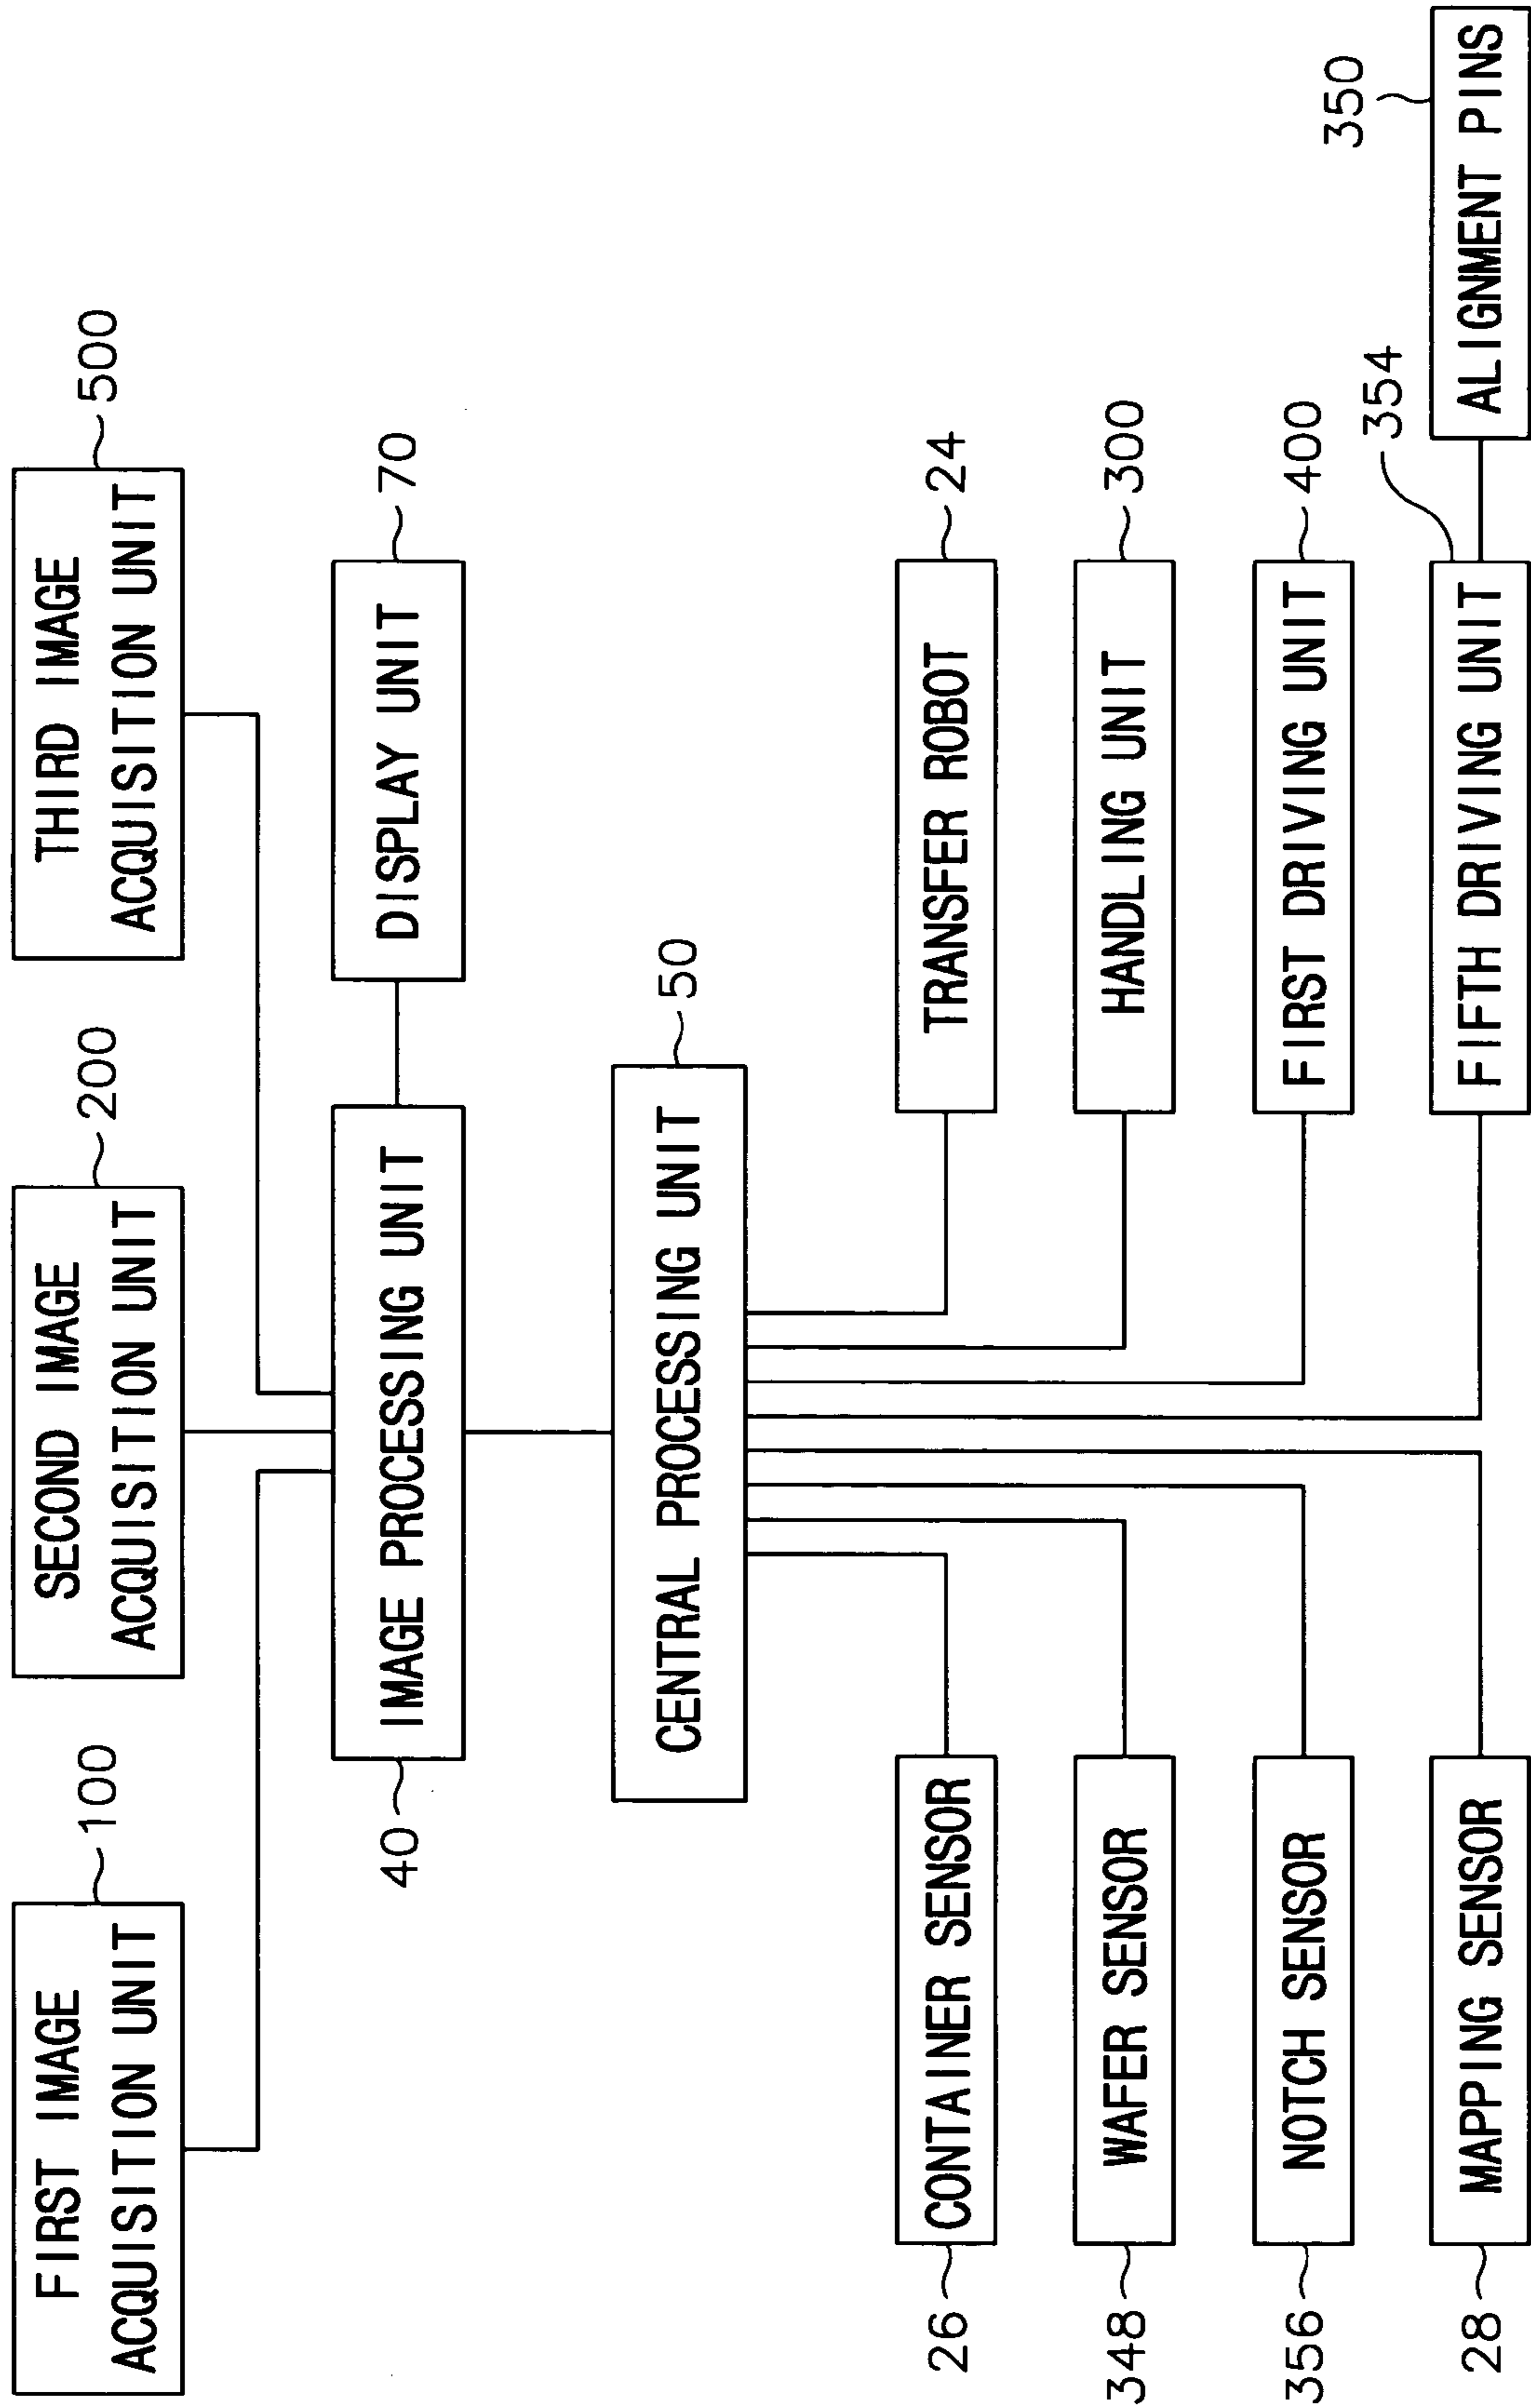 FIRST IMAGE
ACQUISITION UNIT
100
SECOND IMAGE
ACQUISITION UNIT
200
THIRD IMAGE
ACQUISITION UNIT
500
40
IMAGE PROCESSING UNIT
DISPLAY UNIT
70
CENTRAL PROCESSING UNIT
50
26
CONTAINER SENSOR
TRANSFER ROBOT
24
348
WAFER SENSOR
HANDLING UNIT
300
356
NOTCH SENSOR
FIRST DRIVING UNIT
400
28
MAPPING SENSOR
FIFTH DRIVING UNIT
354
ALIGNMENT PINS
350